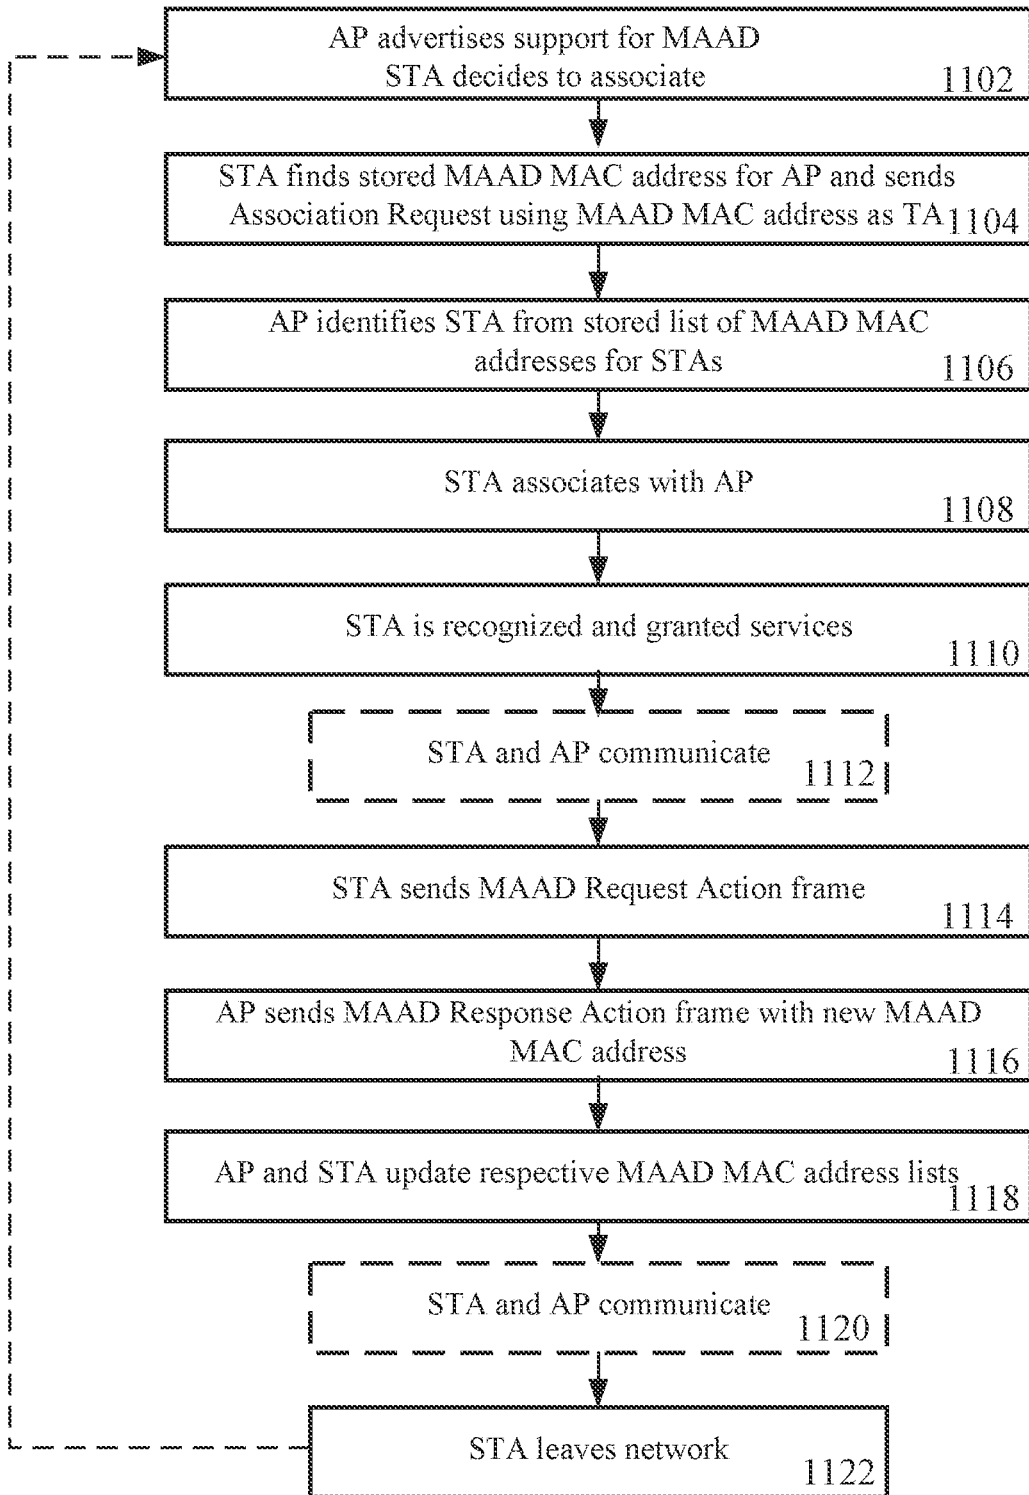 AP advertises support for MAAD
STA decides to associate
1102
STA finds stored MAAD MAC address for AP and sends
Association Request using MAAD MAC address as TA
1104
AP identifies STA from stored list of MAAD MAC
addresses for STAs
1106
STA associates with AP
1108
STA is recognized and granted services
1110
STA and AP communicate
1112
STA sends MAAD Request Action frame
1114
AP sends MAAD Response Action frame with new MAAD
MAC address
1116
AP and STA update respective MAAD MAC address lists
1118
STA and AP communicate
1120
STA leaves network
1122